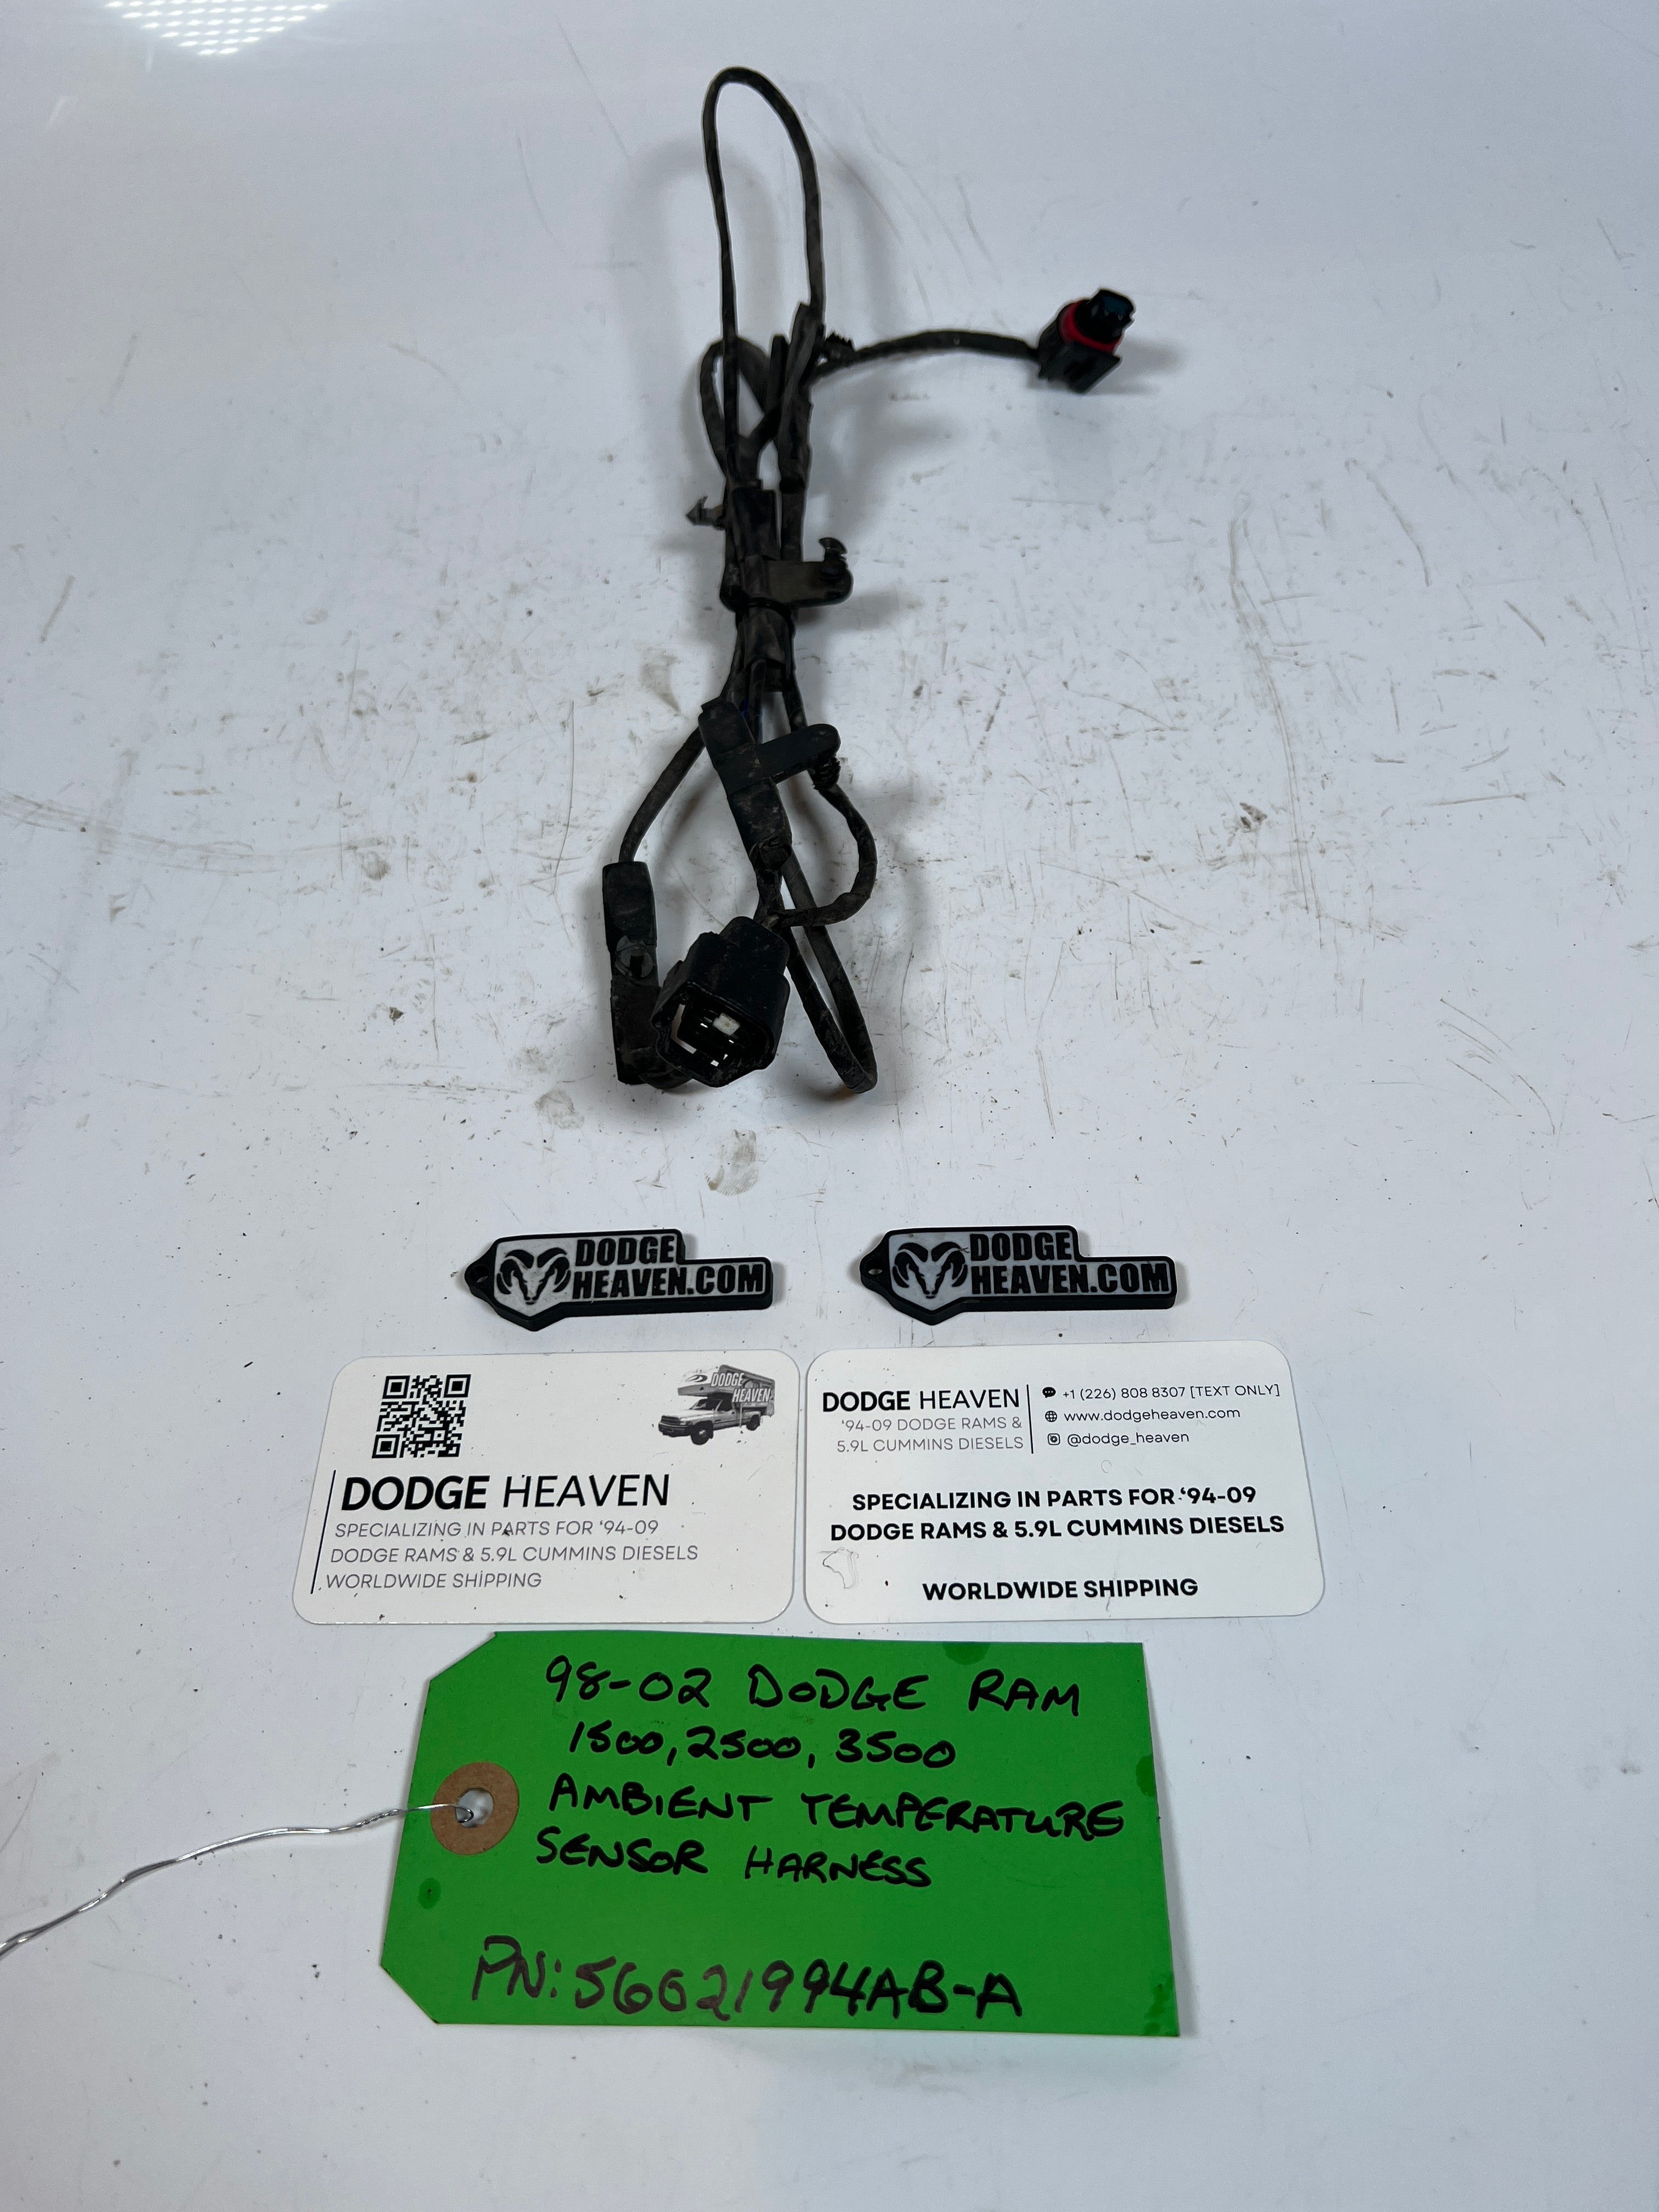 DODGE
HEAVEN.COM
DODGE
HEAVEN.COM
DODGE
HEAVEN
DODGE HEAVEN
SPECIALIZING IN PARTS FOR ‘94-09
DODGE RAMS & 5.9L CUMMINS DIESELS
WORLDWIDE SHIPPING
DODGE HEAVEN
‘94-09 DODGE RAMS &
5.9L CUMMINS DIESELS
+1 (226) 808 8307 [TEXT ONLY]
www.dodgeheaven.com
@dodge_heaven
SPECIALIZING IN PARTS FOR ‘94-09
DODGE RAMS & 5.9L CUMMINS DIESELS
WORLDWIDE SHIPPING
98-02 DODGE RAM
1500, 2500, 3500
AMBIENT TEMPERATURE
SENSOR HARNESS
PN: 56021994AB-A